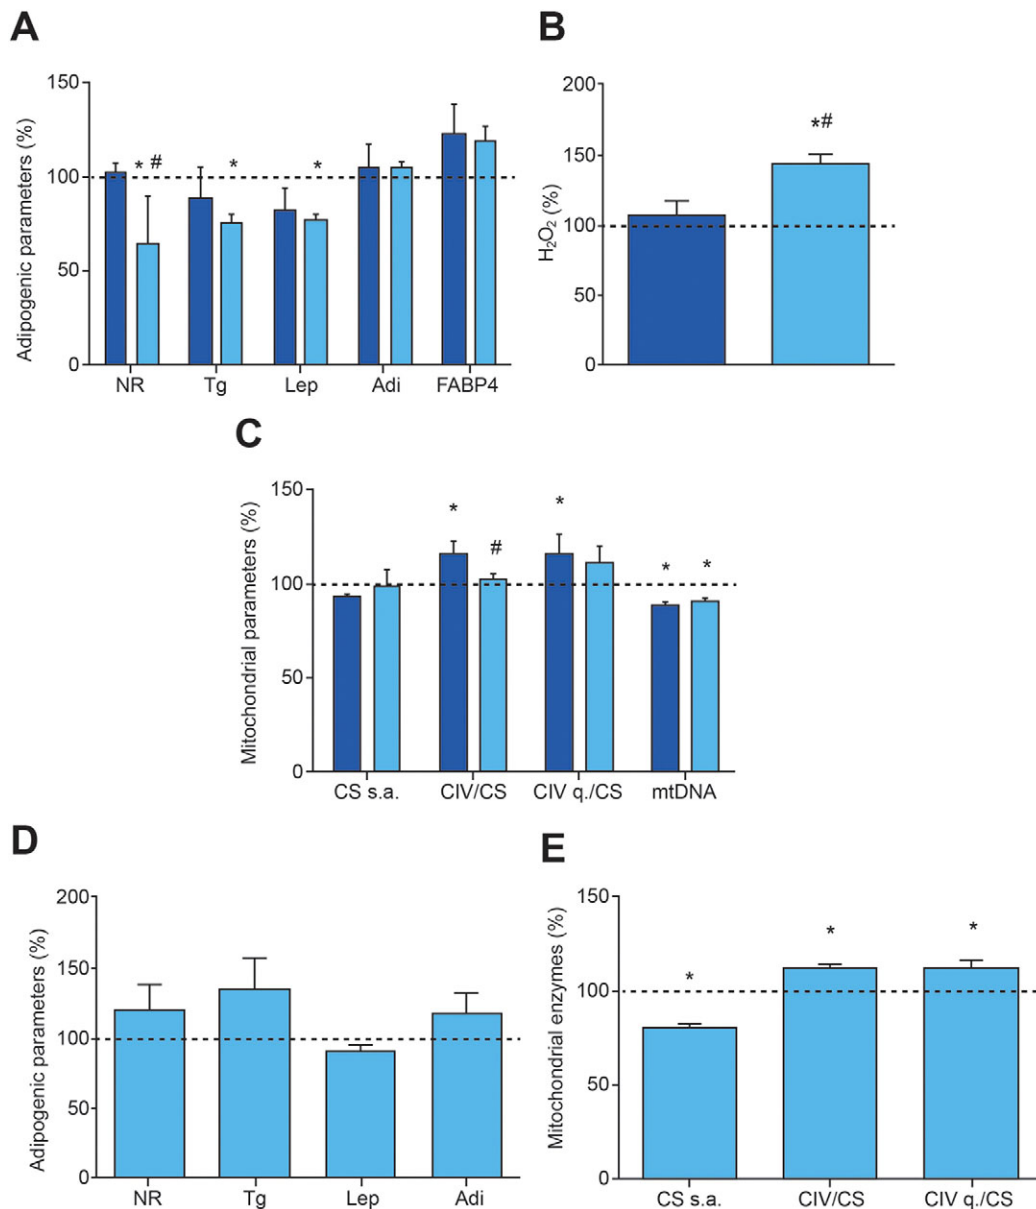 A
Adipogenic parameters (%)
150
100
50
0
* #
*
*
NR Tg Lep Adi FABP4
B
H₂O₂ (%)
200
150
100
50
0
*#
C
Mitochondrial parameters (%)
150
100
50
0
*
#
*
* *
CS s.a. CIV/CS CIV q./CS mtDNA
D
Adipogenic parameters (%)
200
150
100
50
0
NR Tg Lep Adi
E
Mitochondrial enzymes (%)
150
100
50
0
*
*
*
CS s.a. CIV/CS CIV q./CS